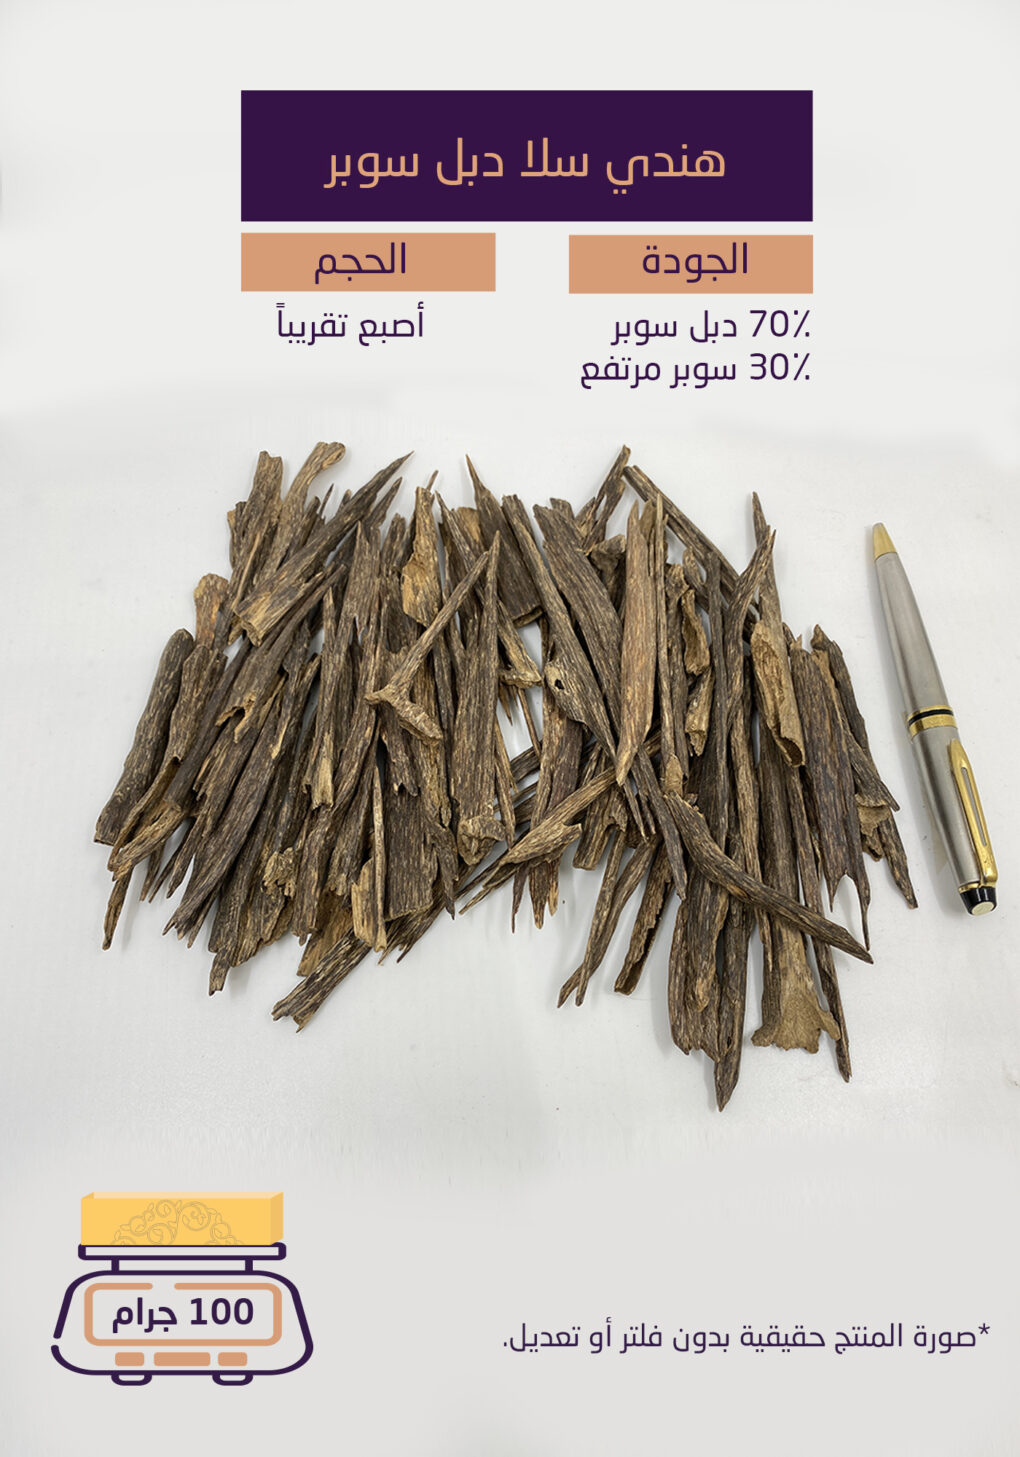 هندي سلا دبل سوبر
الجودة
70٪ دبل سوبر
30٪ سوبر مرتفع
الحجم
أصبع تقريباً
100 جرام
*صورة المنتج حقيقية بدون فلتر أو تعديل.